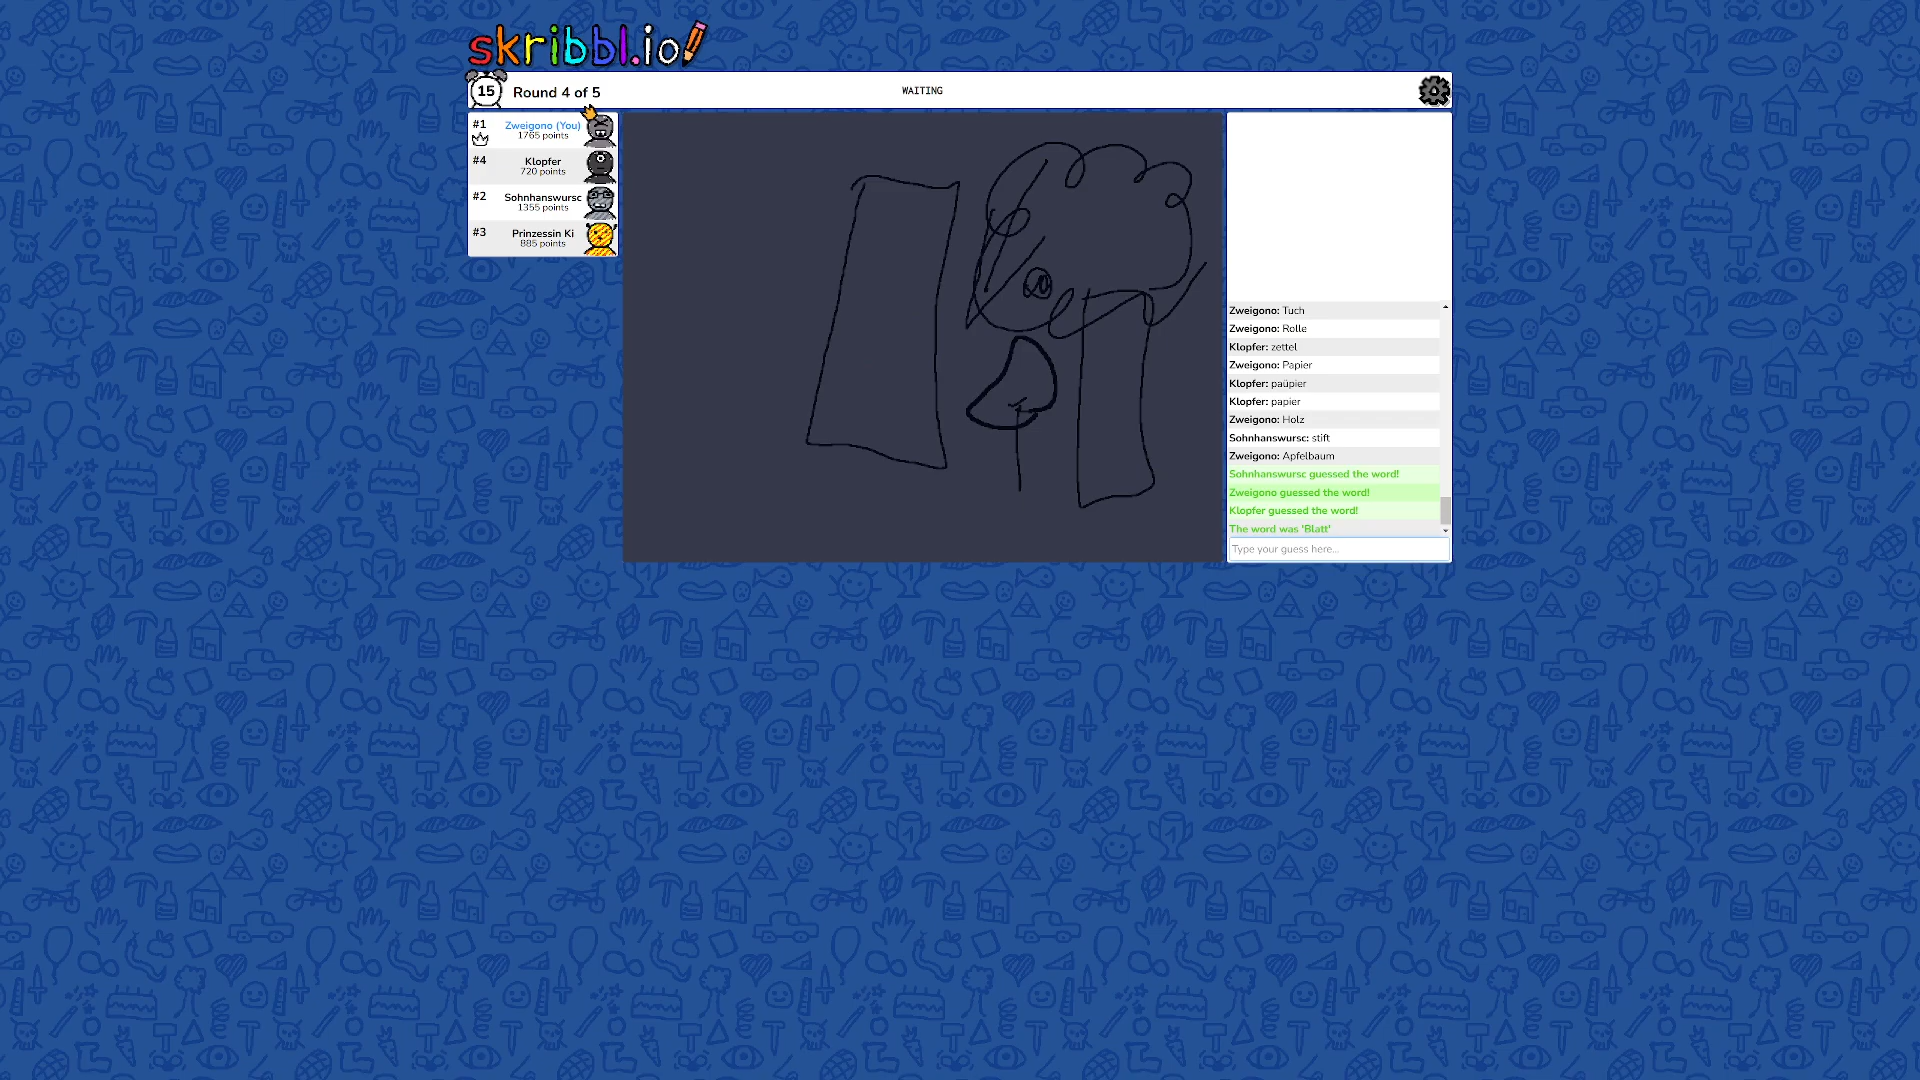 skribbl.io!
15 Round 4 of 5 WAITING
#1 Zweigono (You)
1765 points
#4 Klopfer
720 points
#2 Sohnhanswursc
1355 points
#3 Prinzessin Ki
885 points
Zweigono: Tuch
Zweigono: Rolle
Klopfer: zettel
Zweigono: Papier
Klopfer: paüpier
Klopfer: papier
Zweigono: Holz
Sohnhanswursc: stift
Zweigono: Apfelbaum
Sohnhanswursc guessed the word!
Zweigono guessed the word!
Klopfer guessed the word!
The word was 'Blatt'
Type your guess here...